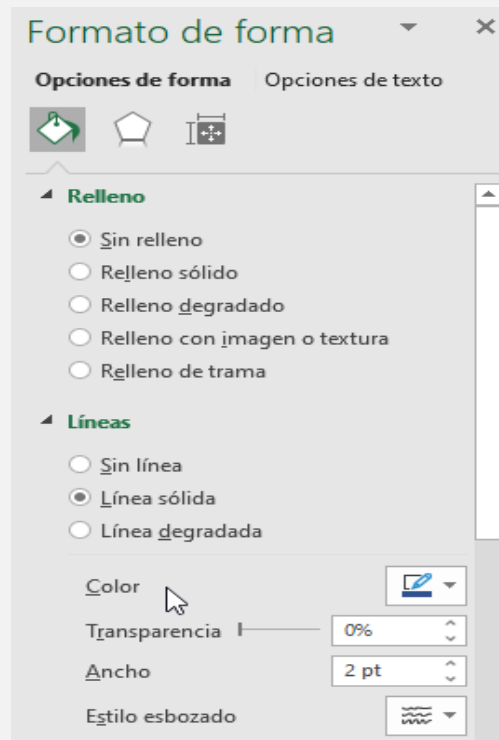 Formato de forma
Opciones de forma Opciones de texto
Relleno
Sin relleno
Relleno sólido
Relleno degradado
Relleno con imagen o textura
Relleno de trama
Líneas
Sin línea
Línea sólida
Línea degradada
Color
Transparencia 0%
Ancho 2 pt
Estilo esbozado